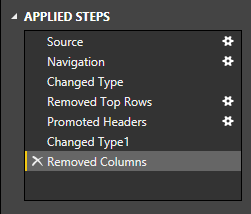 APPLIED STEPS
Source
Navigation
Changed Type
Removed Top Rows
Promoted Headers
Changed Type1
Removed Columns